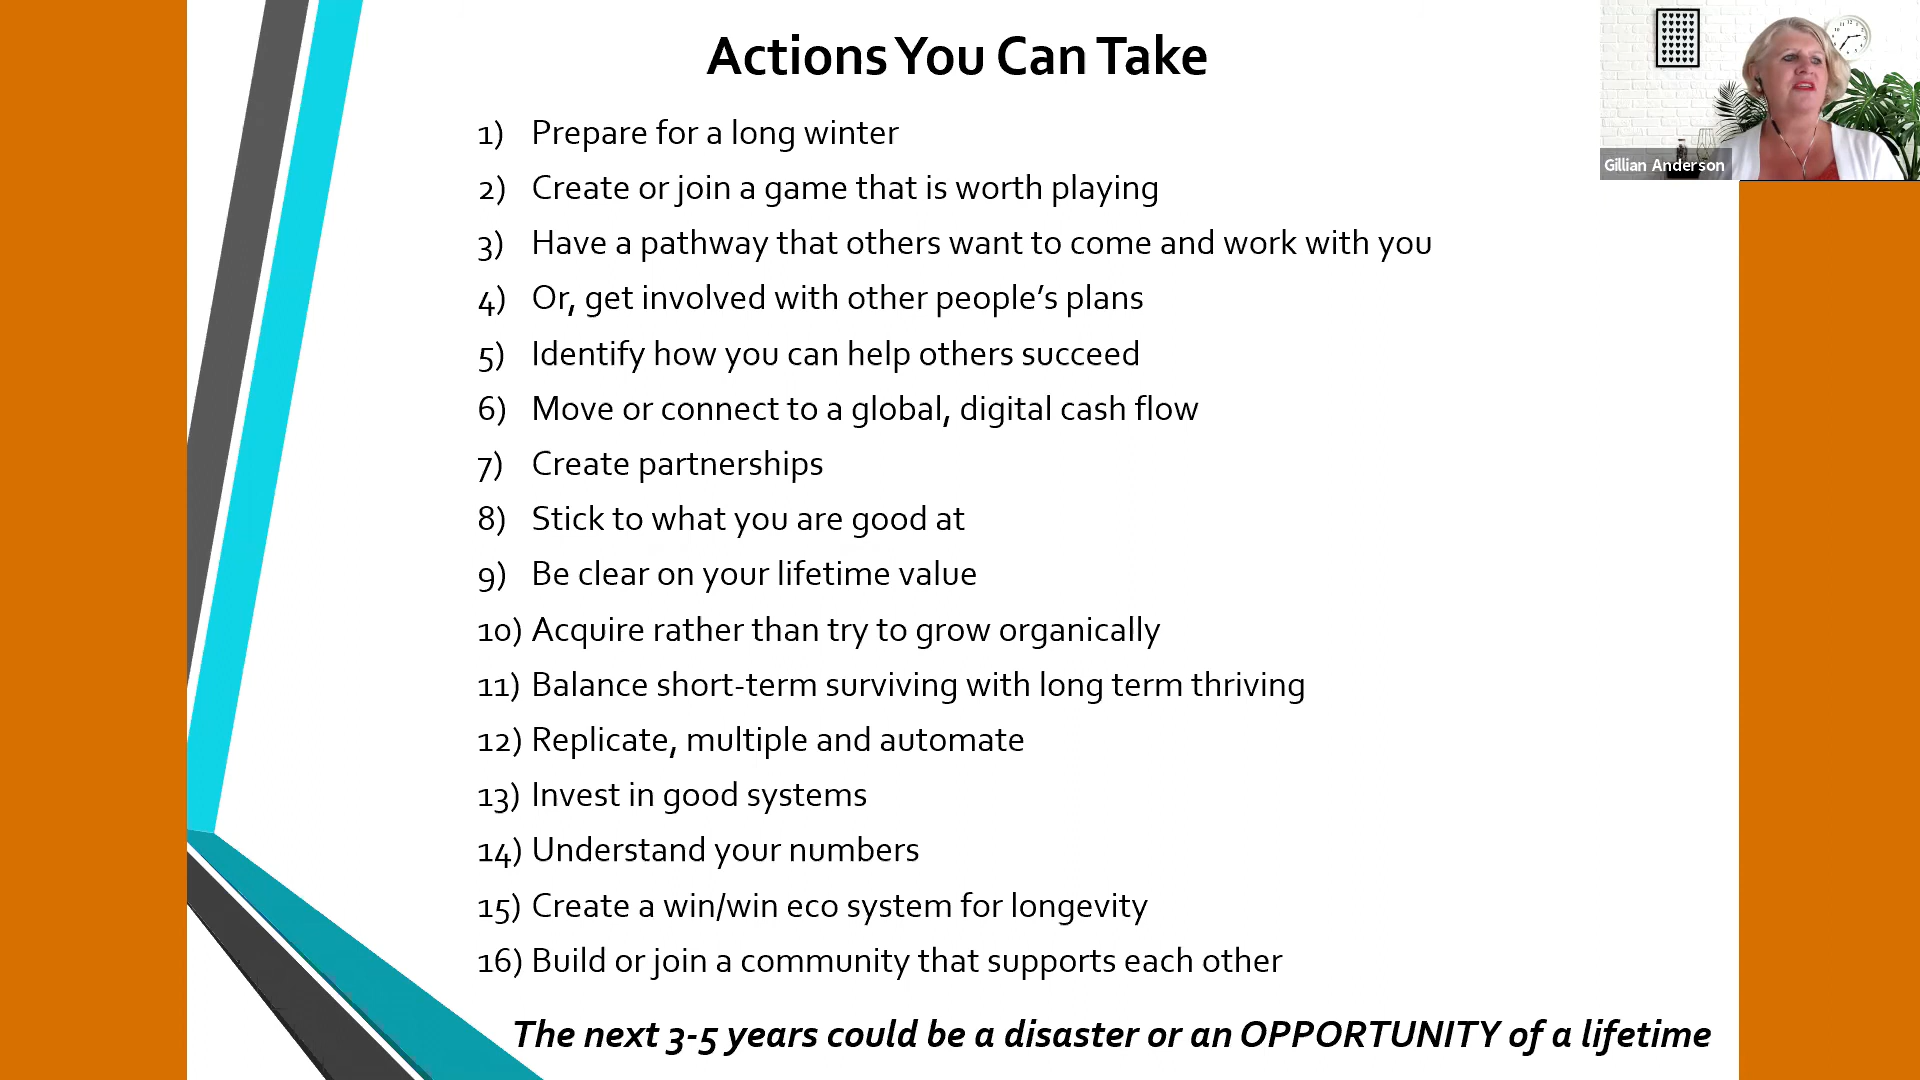 Actions You Can Take
1) Prepare for a long winter
2) Create or join a game that is worth playing
3) Have a pathway that others want to come and work with you
4) Or, get involved with other people’s plans
5) Identify how you can help others succeed
6) Move or connect to a global, digital cash flow
7) Create partnerships
8) Stick to what you are good at
9) Be clear on your lifetime value
10) Acquire rather than try to grow organically
11) Balance short-term surviving with long term thriving
12) Replicate, multiple and automate
13) Invest in good systems
14) Understand your numbers
15) Create a win/win eco system for longevity
16) Build or join a community that supports each other
The next 3-5 years could be a disaster or an OPPORTUNITY of a lifetime
Gillian Anderson